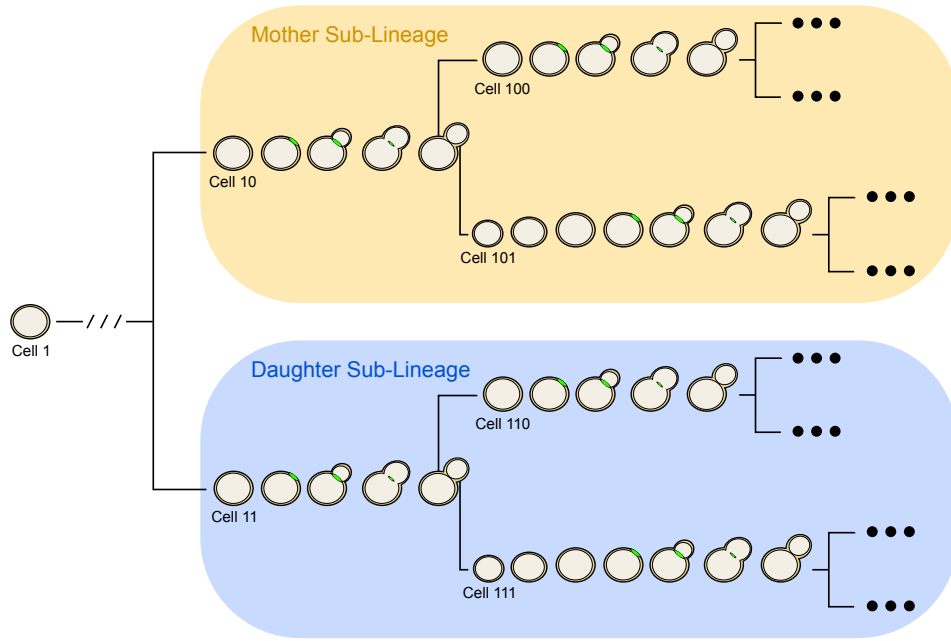 Mother Sub-Lineage
Cell 100
Cell 10
Cell 101
Cell 1
Daughter Sub-Lineage
Cell 110
Cell 11
Cell 111